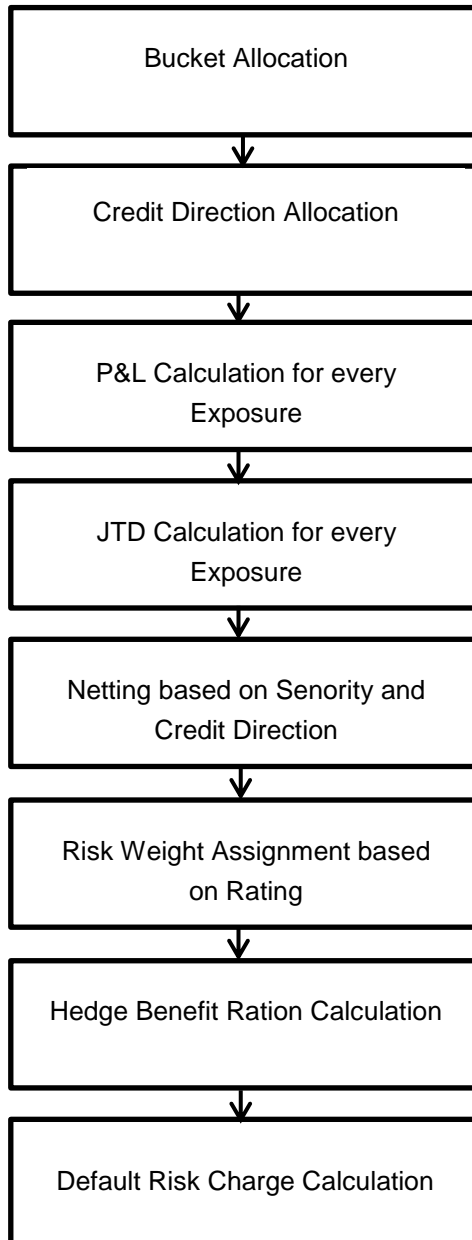 Bucket Allocation
Credit Direction Allocation
P&L Calculation for every
Exposure
JTD Calculation for every
Exposure
Netting based on Senority and
Credit Direction
Risk Weight Assignment based
on Rating
Hedge Benefit Ration Calculation
Default Risk Charge Calculation